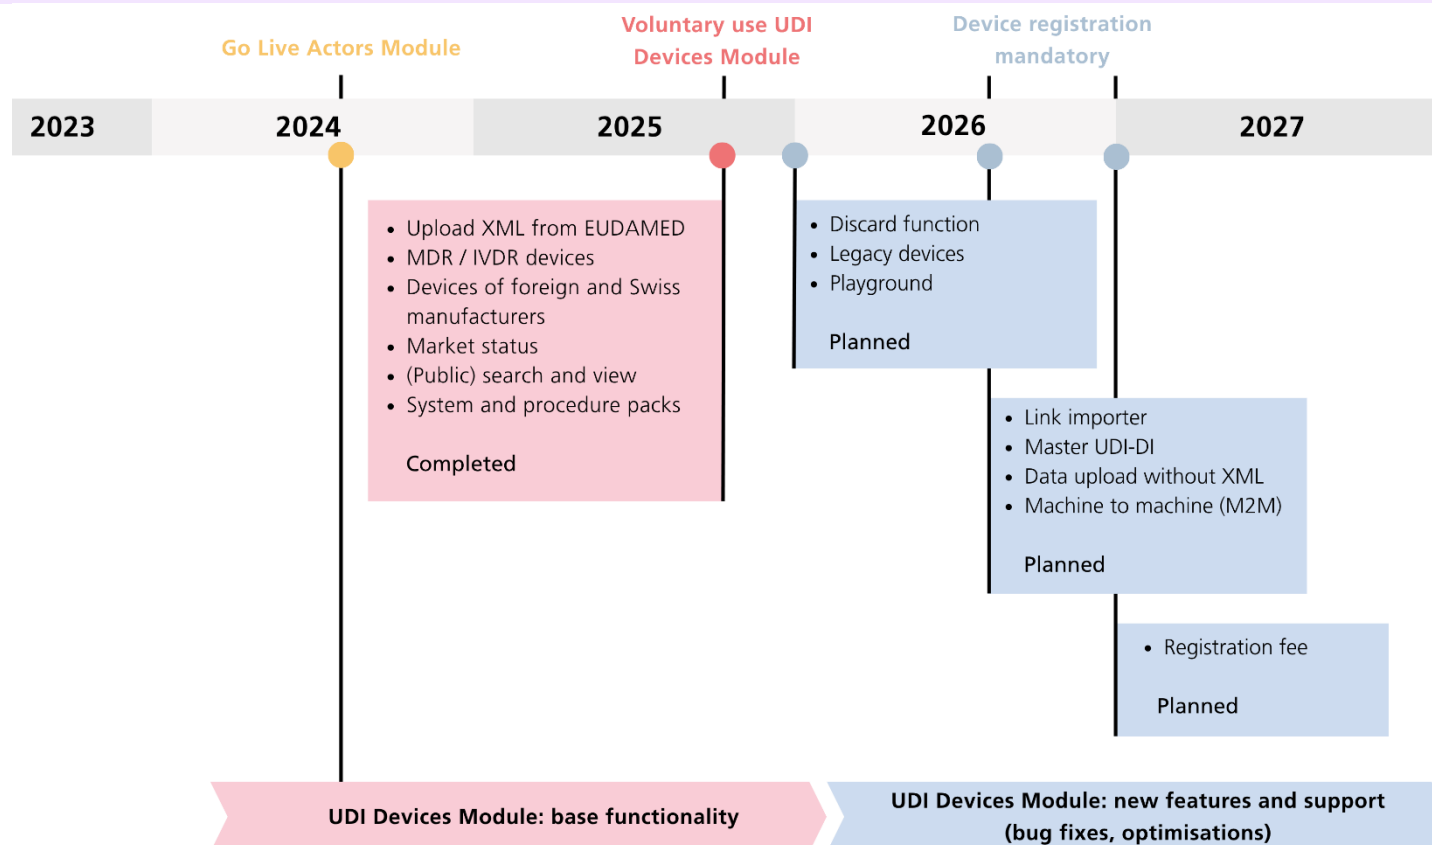 Go Live Actors Module
Voluntary use UDI
Devices Module
Device registration
mandatory
2023
2024
2025
2026
2027
• Upload XML from EUDAMED
• MDR / IVDR devices
• Devices of foreign and Swiss
manufacturers
• Market status
• (Public) search and view
• System and procedure packs
Completed
• Discard function
• Legacy devices
• Playground
Planned
• Link importer
• Master UDI-DI
• Data upload without XML
• Machine to machine (M2M)
Planned
• Registration fee
Planned
UDI Devices Module: base functionality
UDI Devices Module: new features and support
(bug fixes, optimisations)